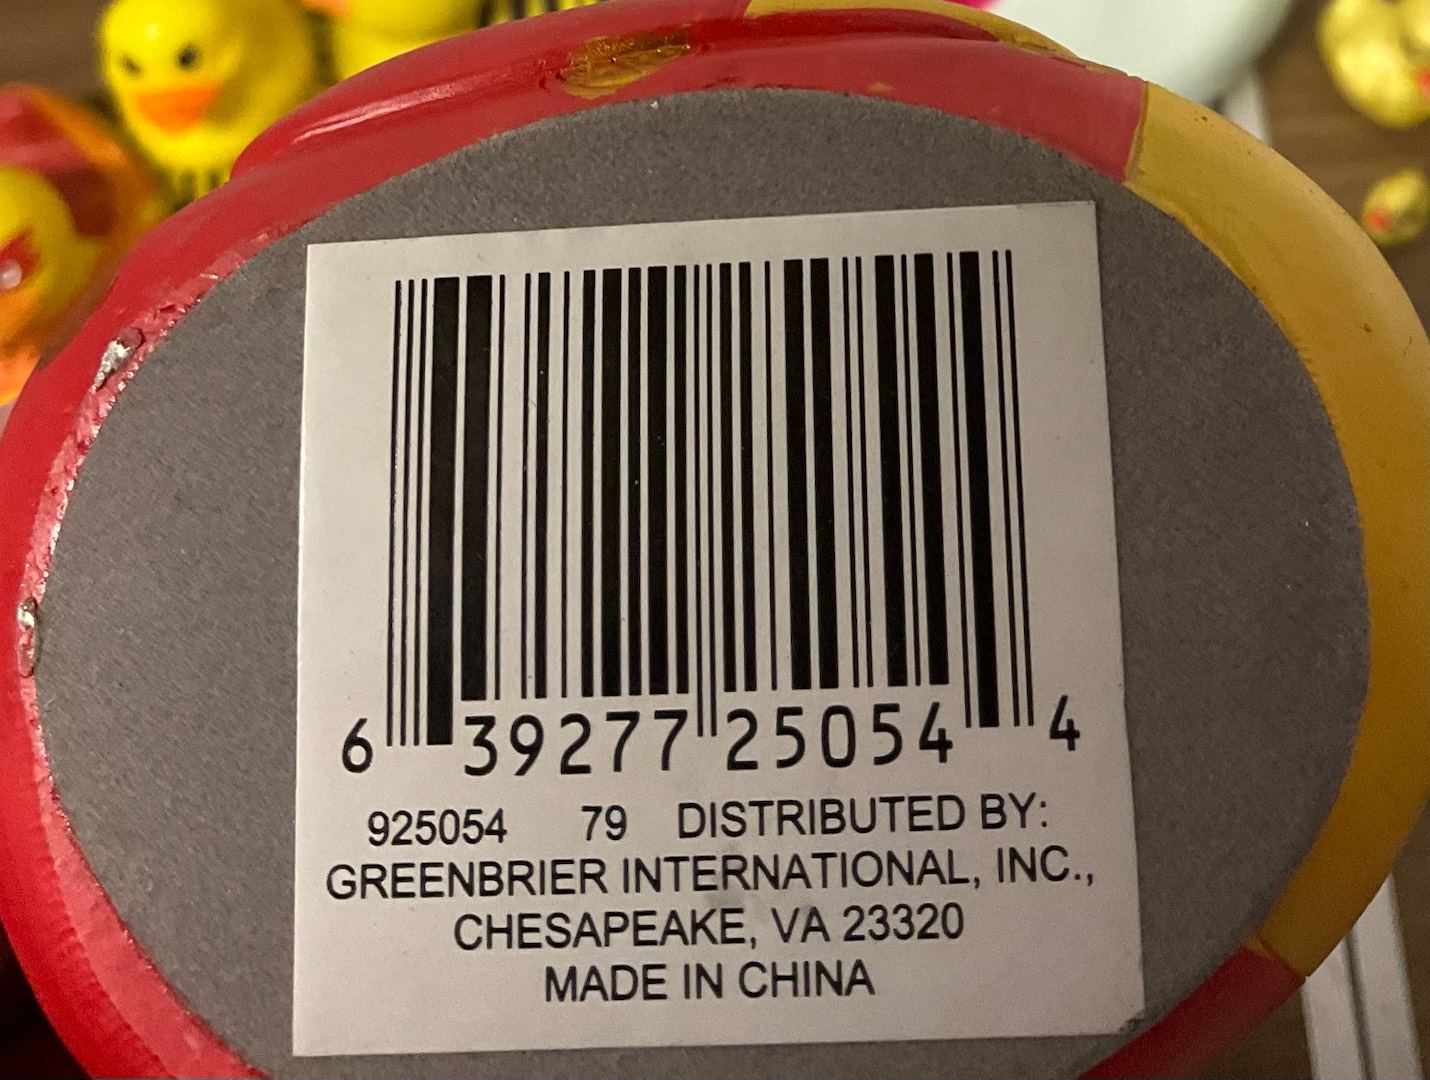 6 39277 25054 4
925054 79 DISTRIBUTED BY:
GREENBRIER INTERNATIONAL, INC.,
CHESAPEAKE, VA 23320
MADE IN CHINA